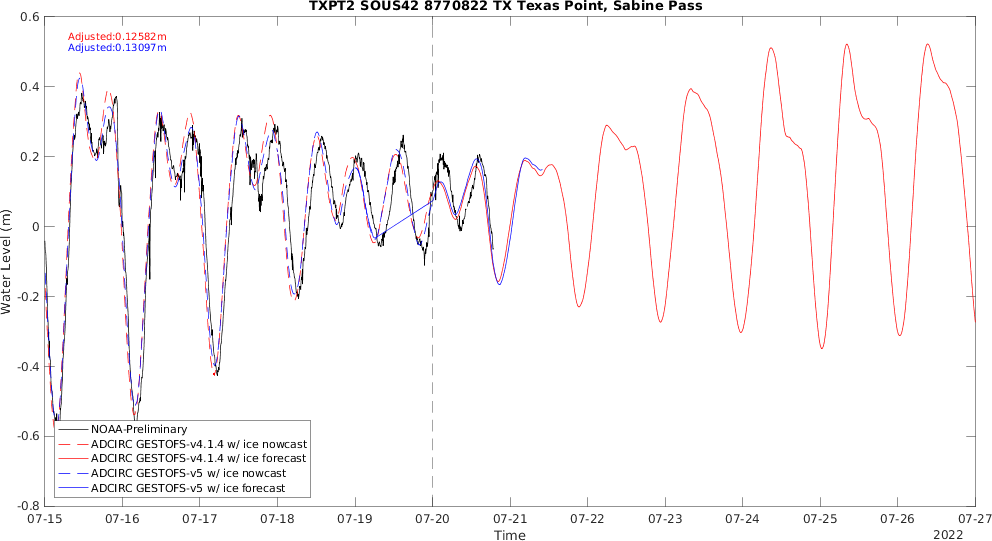 TXPT2 SOUS42 8770822 TX Texas Point, Sabine Pass
Adjusted:0.12582m
Adjusted:0.13097m
0.6
0.4
0.2
0
-0.2
-0.4
-0.6
-0.8
Water Level (m)
NOAA-Preliminary
ADCIRC GESTOFS-v4.1.4 w/ ice nowcast
ADCIRC GESTOFS-v4.1.4 w/ ice forecast
ADCIRC GESTOFS-v5 w/ ice nowcast
ADCIRC GESTOFS-v5 w/ ice forecast
07-15 07-16 07-17 07-18 07-19 07-20 07-21 07-22 07-23 07-24 07-25 07-26 07-27
Time
2022